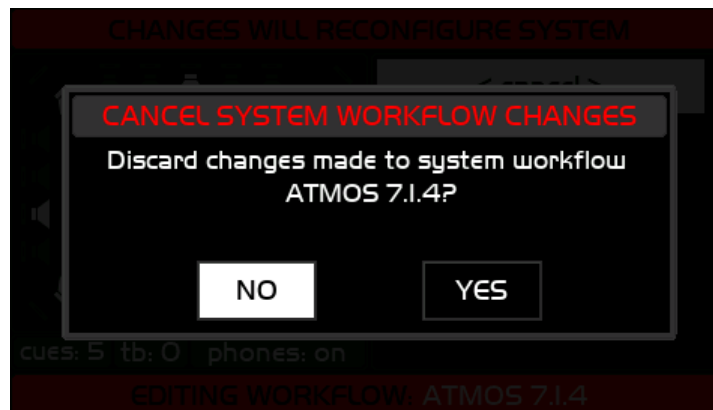 CHANGES WILL RECONFIGURE SYSTEM
< cancel >
CANCEL SYSTEM WORKFLOW CHANGES
Discard changes made to system workflow
ATMOS 7.1.4?
NO YES
cues: 5 tb: 0 phones: on
EDITING WORKFLOW: ATMOS 7.1.4